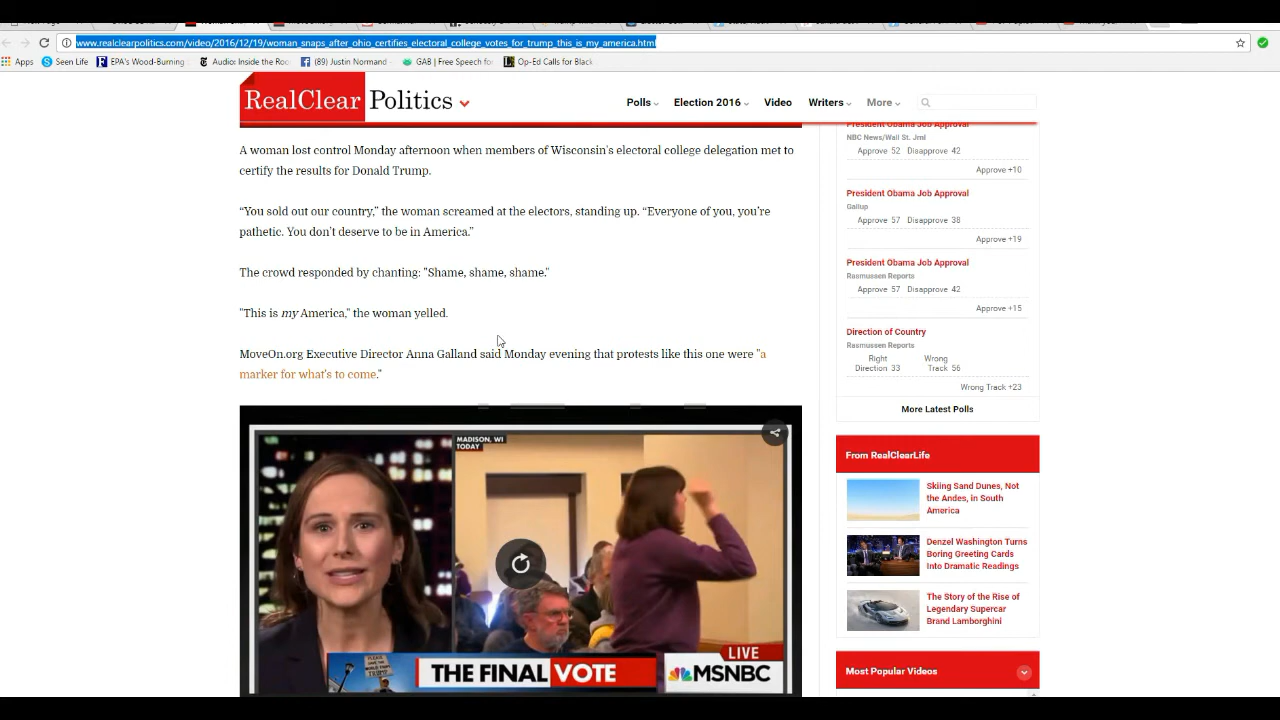 www.realclearpolitics.com/video/2016/12/19/woman_snaps_after_ohio_certifies_electoral_college_votes_for_trump_this_is_my_america.html
Apps
Seen Life
EPA's Wood-Burning
Audio: Inside the Roo
(89) Justin Normand
GAB | Free Speech fo
Op-Ed Calls for Black
RealClear Politics
Polls
Election 2016
Video
Writers
More
A woman lost control Monday afternoon when members of Wisconsin's electoral college delegation met to
certify the results for Donald Trump.
“You sold out our country,” the woman screamed at the electors, standing up. “Everyone of you, you’re
pathetic. You don’t deserve to be in America.”
The crowd responded by chanting: "Shame, shame, shame."
"This is my America," the woman yelled.
MoveOn.org Executive Director Anna Galland said Monday evening that protests like this one were "a
marker for what's to come."
MADISON, WI
TODAY
THE FINAL VOTE
LIVE
MSNBC
President Obama Job Approval
NBC News/Wall St. Jrnl
Approve 52 Disapprove 42
Approve +10
President Obama Job Approval
Gallup
Approve 57 Disapprove 38
Approve +19
President Obama Job Approval
Rasmussen Reports
Approve 57 Disapprove 42
Approve +15
Direction of Country
Rasmussen Reports
Right Wrong
Direction 33 Track 56
Wrong Track +23
More Latest Polls
From RealClearLife
Skiing Sand Dunes, Not
the Andes, in South
America
Denzel Washington Turns
Boring Greeting Cards
Into Dramatic Readings
The Story of the Rise of
Legendary Supercar
Brand Lamborghini
Most Popular Videos